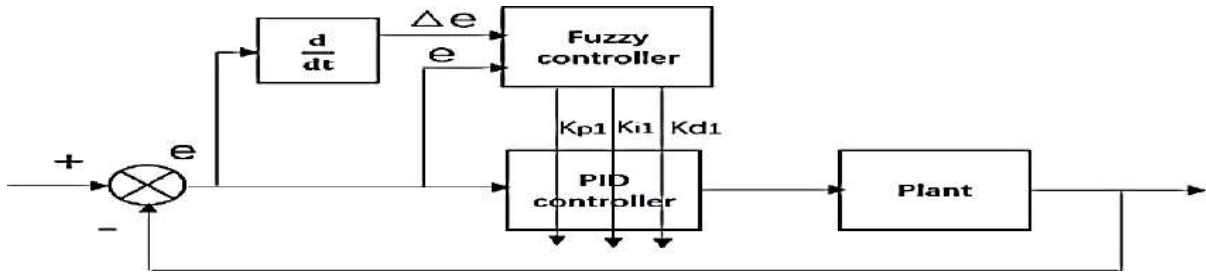 Δe
d
dt
Fuzzy
controller
e
Kp1 Ki1 Kd1
+
e
PID
controller
Plant
-